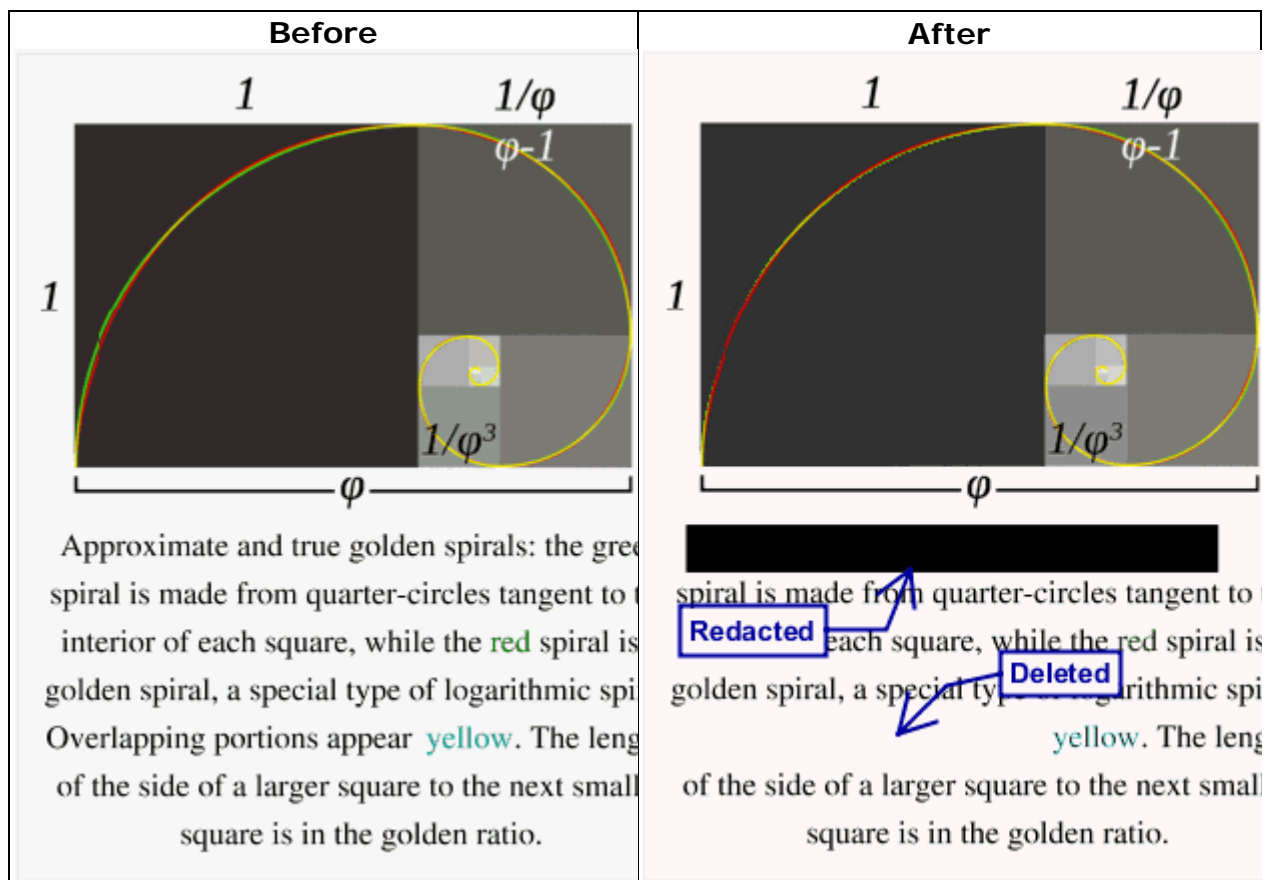 Before
1
1/φ
φ-1
1
1/φ³
φ
Approximate and true golden spirals: the gree
spiral is made from quarter-circles tangent to t
interior of each square, while the red spiral is
golden spiral, a special type of logarithmic spi
Overlapping portions appear yellow. The leng
of the side of a larger square to the next small
square is in the golden ratio.
After
1
1/φ
φ-1
1
1/φ³
φ
spiral is made from quarter-circles tangent to
Redacted
each square, while the red spiral is
Deleted
golden spiral, a special type of logarithmic spi
yellow. The leng
of the side of a larger square to the next small
square is in the golden ratio.